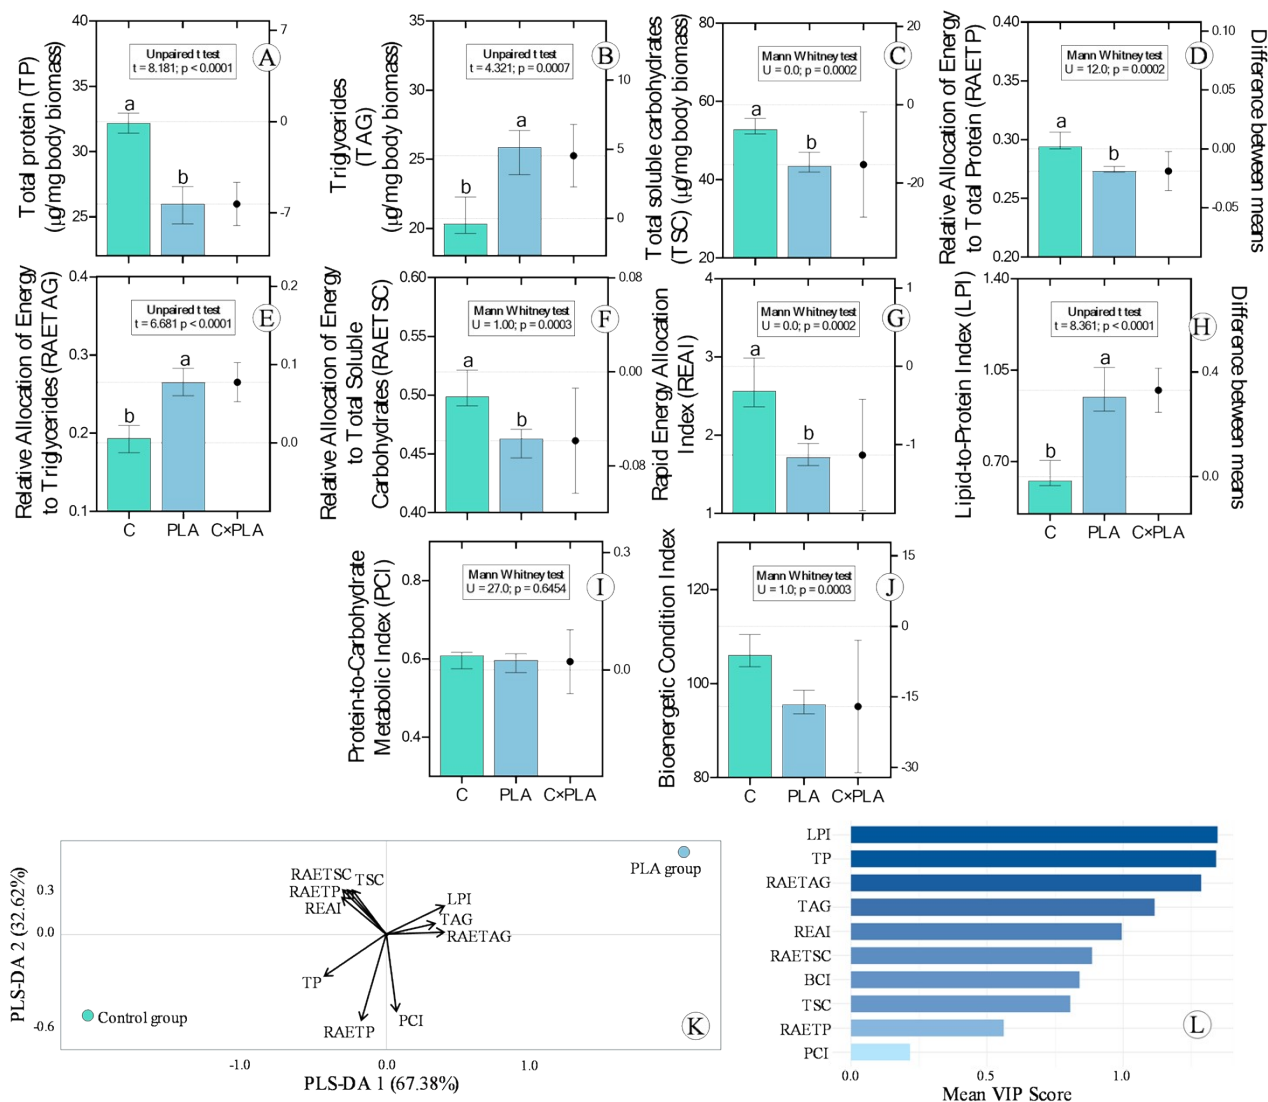 Total protein (TP)
(µg/mg body biomass)
40
35
30
25
Unpaired t test
t = 8.181; p < 0.0001
A
a
b
7
0
-7
Triglycerides
(TAG)
(µg/mg body biomass)
35
30
25
20
Unpaired t test
t = 4.321; p = 0.0007
B
b
a
10
5
0
Total soluble carbohydrates
(TSC) (µg/mg body biomass)
80
60
40
20
Mann Whitney test
U = 0.0; p = 0.0002
C
a
b
20
0
-20
Relative Allocation of Energy
to Total Protein (RAETP)
0.40
0.35
0.30
0.25
0.20
Mann Whitney test
U = 12.0; p = 0.0002
D
a
b
0.10
0.05
0.00
-0.05
Difference between means
Relative Allocation of Energy
to Triglycerides (RAETAG)
0.4
0.3
0.2
0.1
Unpaired t test
t = 6.681 p < 0.0001
E
b
a
0.2
0.1
0.0
C PLA C×PLA
Relative Allocation of Energy
to Total Soluble
Carbohydrates (RAETSC)
0.60
0.55
0.50
0.45
0.40
Mann Whitney test
U = 1.00; p = 0.0003
F
a
b
0.08
0.00
-0.08
Rapid Energy Allocation
Index (REAI)
4
3
2
1
Mann Whitney test
U = 0.0; p = 0.0002
G
a
b
1
0
-1
Lipid-to-Protein Index (LPI)
1.40
1.05
0.70
Unpaired t test
t = 8.361; p < 0.0001
H
b
a
0.4
0.0
C PLA C×PLA
Difference between means
Protein-to-Carbohydrate
Metabolic Index (PCI)
0.8
0.6
0.4
Mann Whitney test
U = 27.0; p = 0.6454
I
0.3
0.0
C PLA C×PLA
Bioenergetic Condition Index
120
100
80
Mann Whitney test
U = 1.0; p = 0.0003
J
15
0
-15
-30
C PLA C×PLA
PLS-DA 2 (32.62%)
0.3
0.0
-0.6
PLA group
RAETSC TSC
RAETP
REAI
LPI
TAG
RAETAG
TP
RAETP
PCI
Control group
K
-1.0 0.0 1.0
PLS-DA 1 (67.38%)
LPI
TP
RAETAG
TAG
REAI
RAETSC
BCI
TSC
RAETP
PCI
L
0.0 0.5 1.0
Mean VIP Score